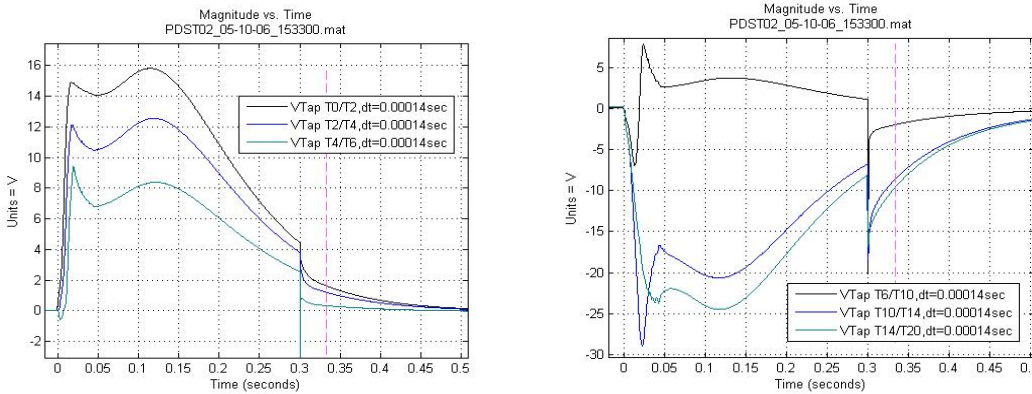 Magnitude vs. Time
PDST02_05-10-06_153300.mat
16
14
12
10
8
6
4
2
0
-2
Units = V
VTap T0/T2,dt=0.00014sec
VTap T2/T4,dt=0.00014sec
VTap T4/T6,dt=0.00014sec
0 0.05 0.1 0.15 0.2 0.25 0.3 0.35 0.4 0.45 0.5
Time (seconds)
Magnitude vs. Time
PDST02_05-10-06_153300.mat
5
0
-5
-10
-15
-20
-25
-30
Units = V
VTap T6/T10,dt=0.00014sec
VTap T10/T14,dt=0.00014sec
VTap T14/T20,dt=0.00014sec
0 0.05 0.1 0.15 0.2 0.25 0.3 0.35 0.4 0.45 0.5
Time (seconds)